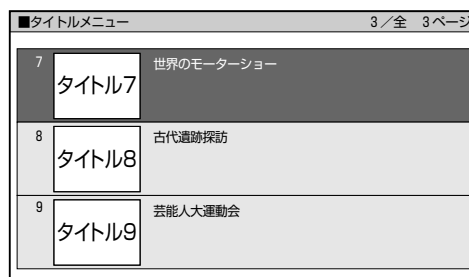 ■タイトルメニュー 3／全 3ページ
7 タイトル7 世界のモーターショー
8 タイトル8 古代遺跡探訪
9 タイトル9 芸能人大運動会